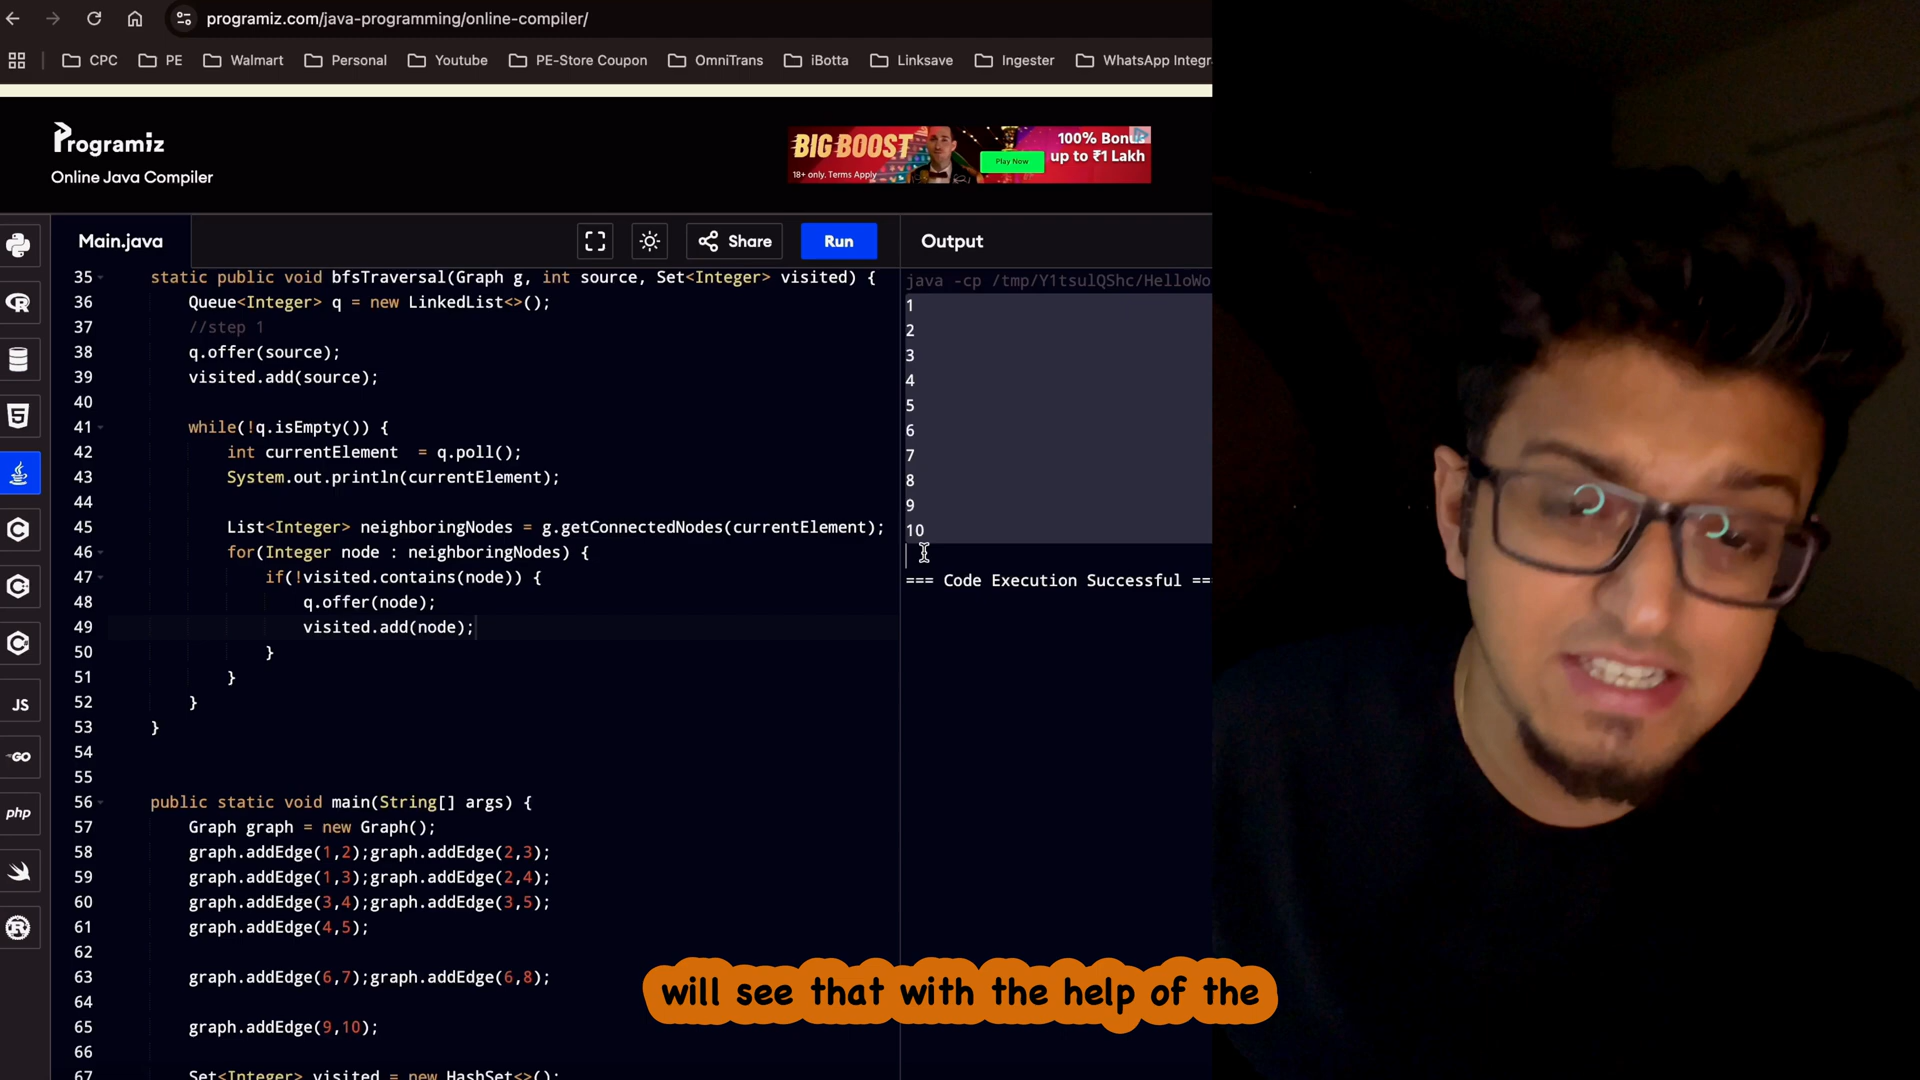 programiz.com/java-programming/online-compiler/
CPC PE Walmart Personal Youtube PE-Store Coupon OmniTrans iBotta Linksave Ingester WhatsApp Integra
Programiz
Online Java Compiler
BIG BOOST
18+ only. Terms Apply
Play Now
100% Bonus
up to ₹1 Lakh
Main.java
Share
Run
Output
35 static public void bfsTraversal(Graph g, int source, Set<Integer> visited) {
36 Queue<Integer> q = new LinkedList<>();
37 //step 1
38 q.offer(source);
39 visited.add(source);
40
41 while(!q.isEmpty()) {
42 int currentElement  = q.poll();
43 System.out.println(currentElement);
44
45 List<Integer> neighboringNodes = g.getConnectedNodes(currentElement);
46 for(Integer node : neighboringNodes) {
47 if(!visited.contains(node)) {
48 q.offer(node);
49 visited.add(node);
50 }
51 }
52 }
53 }
54
55
56 public static void main(String[] args) {
57 Graph graph = new Graph();
58 graph.addEdge(1,2);graph.addEdge(2,3);
59 graph.addEdge(1,3);graph.addEdge(2,4);
60 graph.addEdge(3,4);graph.addEdge(3,5);
61 graph.addEdge(4,5);
62
63 graph.addEdge(6,7);graph.addEdge(6,8);
64
65 graph.addEdge(9,10);
66
67 Set<Integer> visited = new HashSet<>();
java -cp /tmp/Y1tsulQShc/HelloWo
1
2
3
4
5
6
7
8
9
10
=== Code Execution Successful ==
JS
GO
php
will see that with the help of the